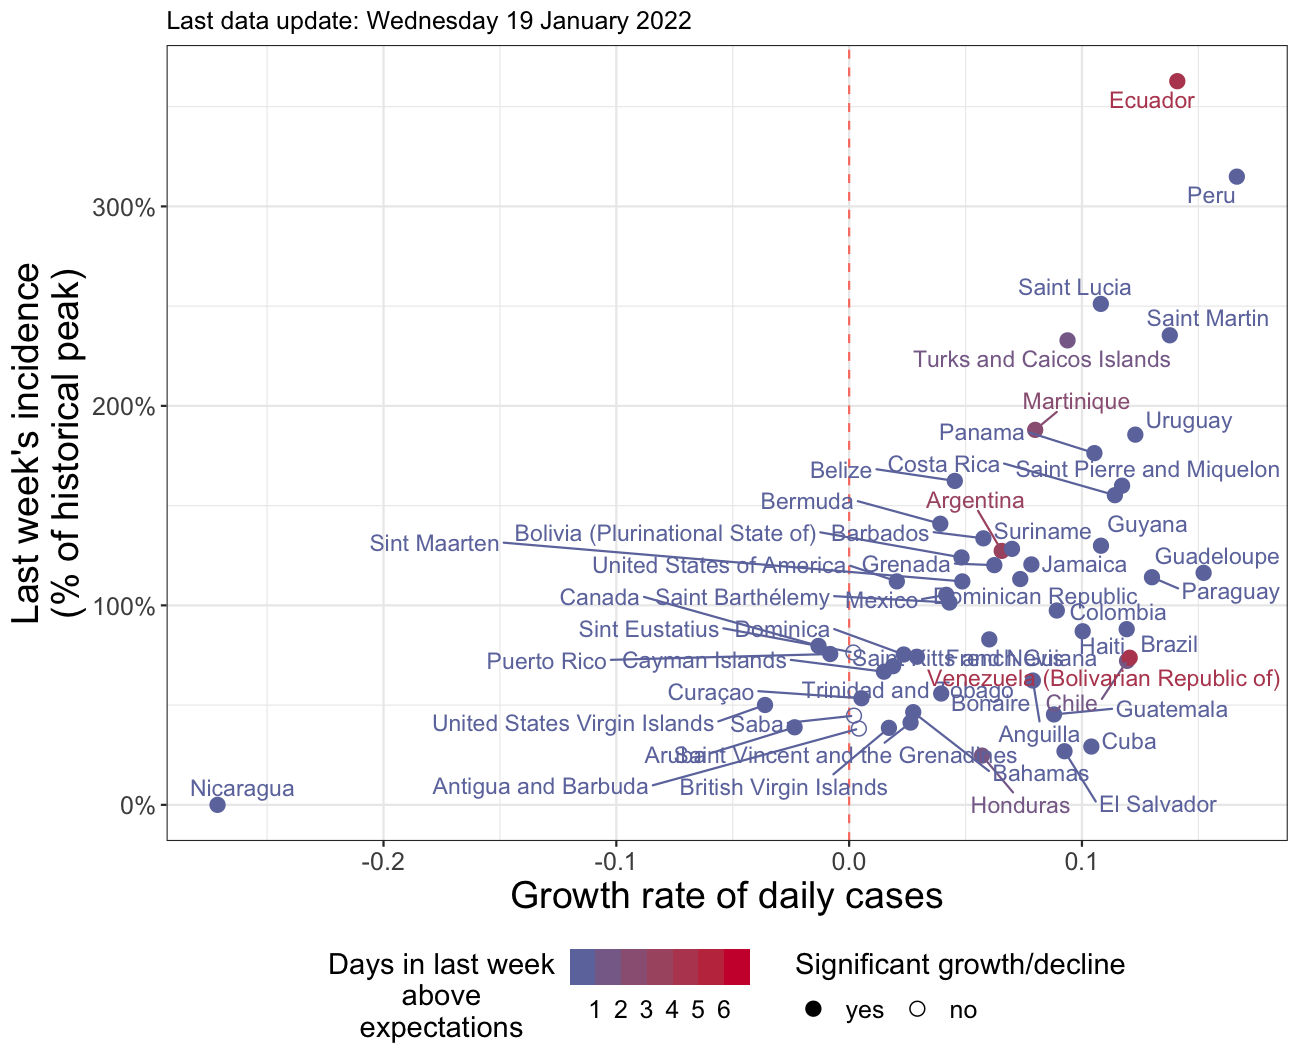 Last data update: Wednesday 19 January 2022
Last week's incidence
(% of historical peak)
300%
200%
100%
0%
Ecuador
Peru
Saint Lucia
Saint Martin
Turks and Caicos Islands
Martinique
Uruguay
Panama
Costa Rica
Belize
Saint Pierre and Miquelon
Argentina
Bermuda
Guyana
Suriname
Bolivia (Plurinational State of)
Barbados
Sint Maarten
Guadeloupe
United States of America
Grenada
Jamaica
Paraguay
Canada
Saint Barthélemy
Mexico
Dominican Republic
Colombia
Sint Eustatius
Dominica
Haiti
Brazil
Puerto Rico
Cayman Islands
Saint Kitts and Nevis
French Guiana
Venezuela (Bolivarian Republic of)
Curaçao
Trinidad and Tobago
Bonaire
Chile
Guatemala
United States Virgin Islands
Saba
Anguilla
Cuba
Aruba
Saint Vincent and the Grenadines
Bahamas
Antigua and Barbuda
British Virgin Islands
Nicaragua
Honduras
El Salvador
-0.2
-0.1
0.0
0.1
Growth rate of daily cases
Days in last week
above
expectations
1 2 3 4 5 6
Significant growth/decline
yes
no